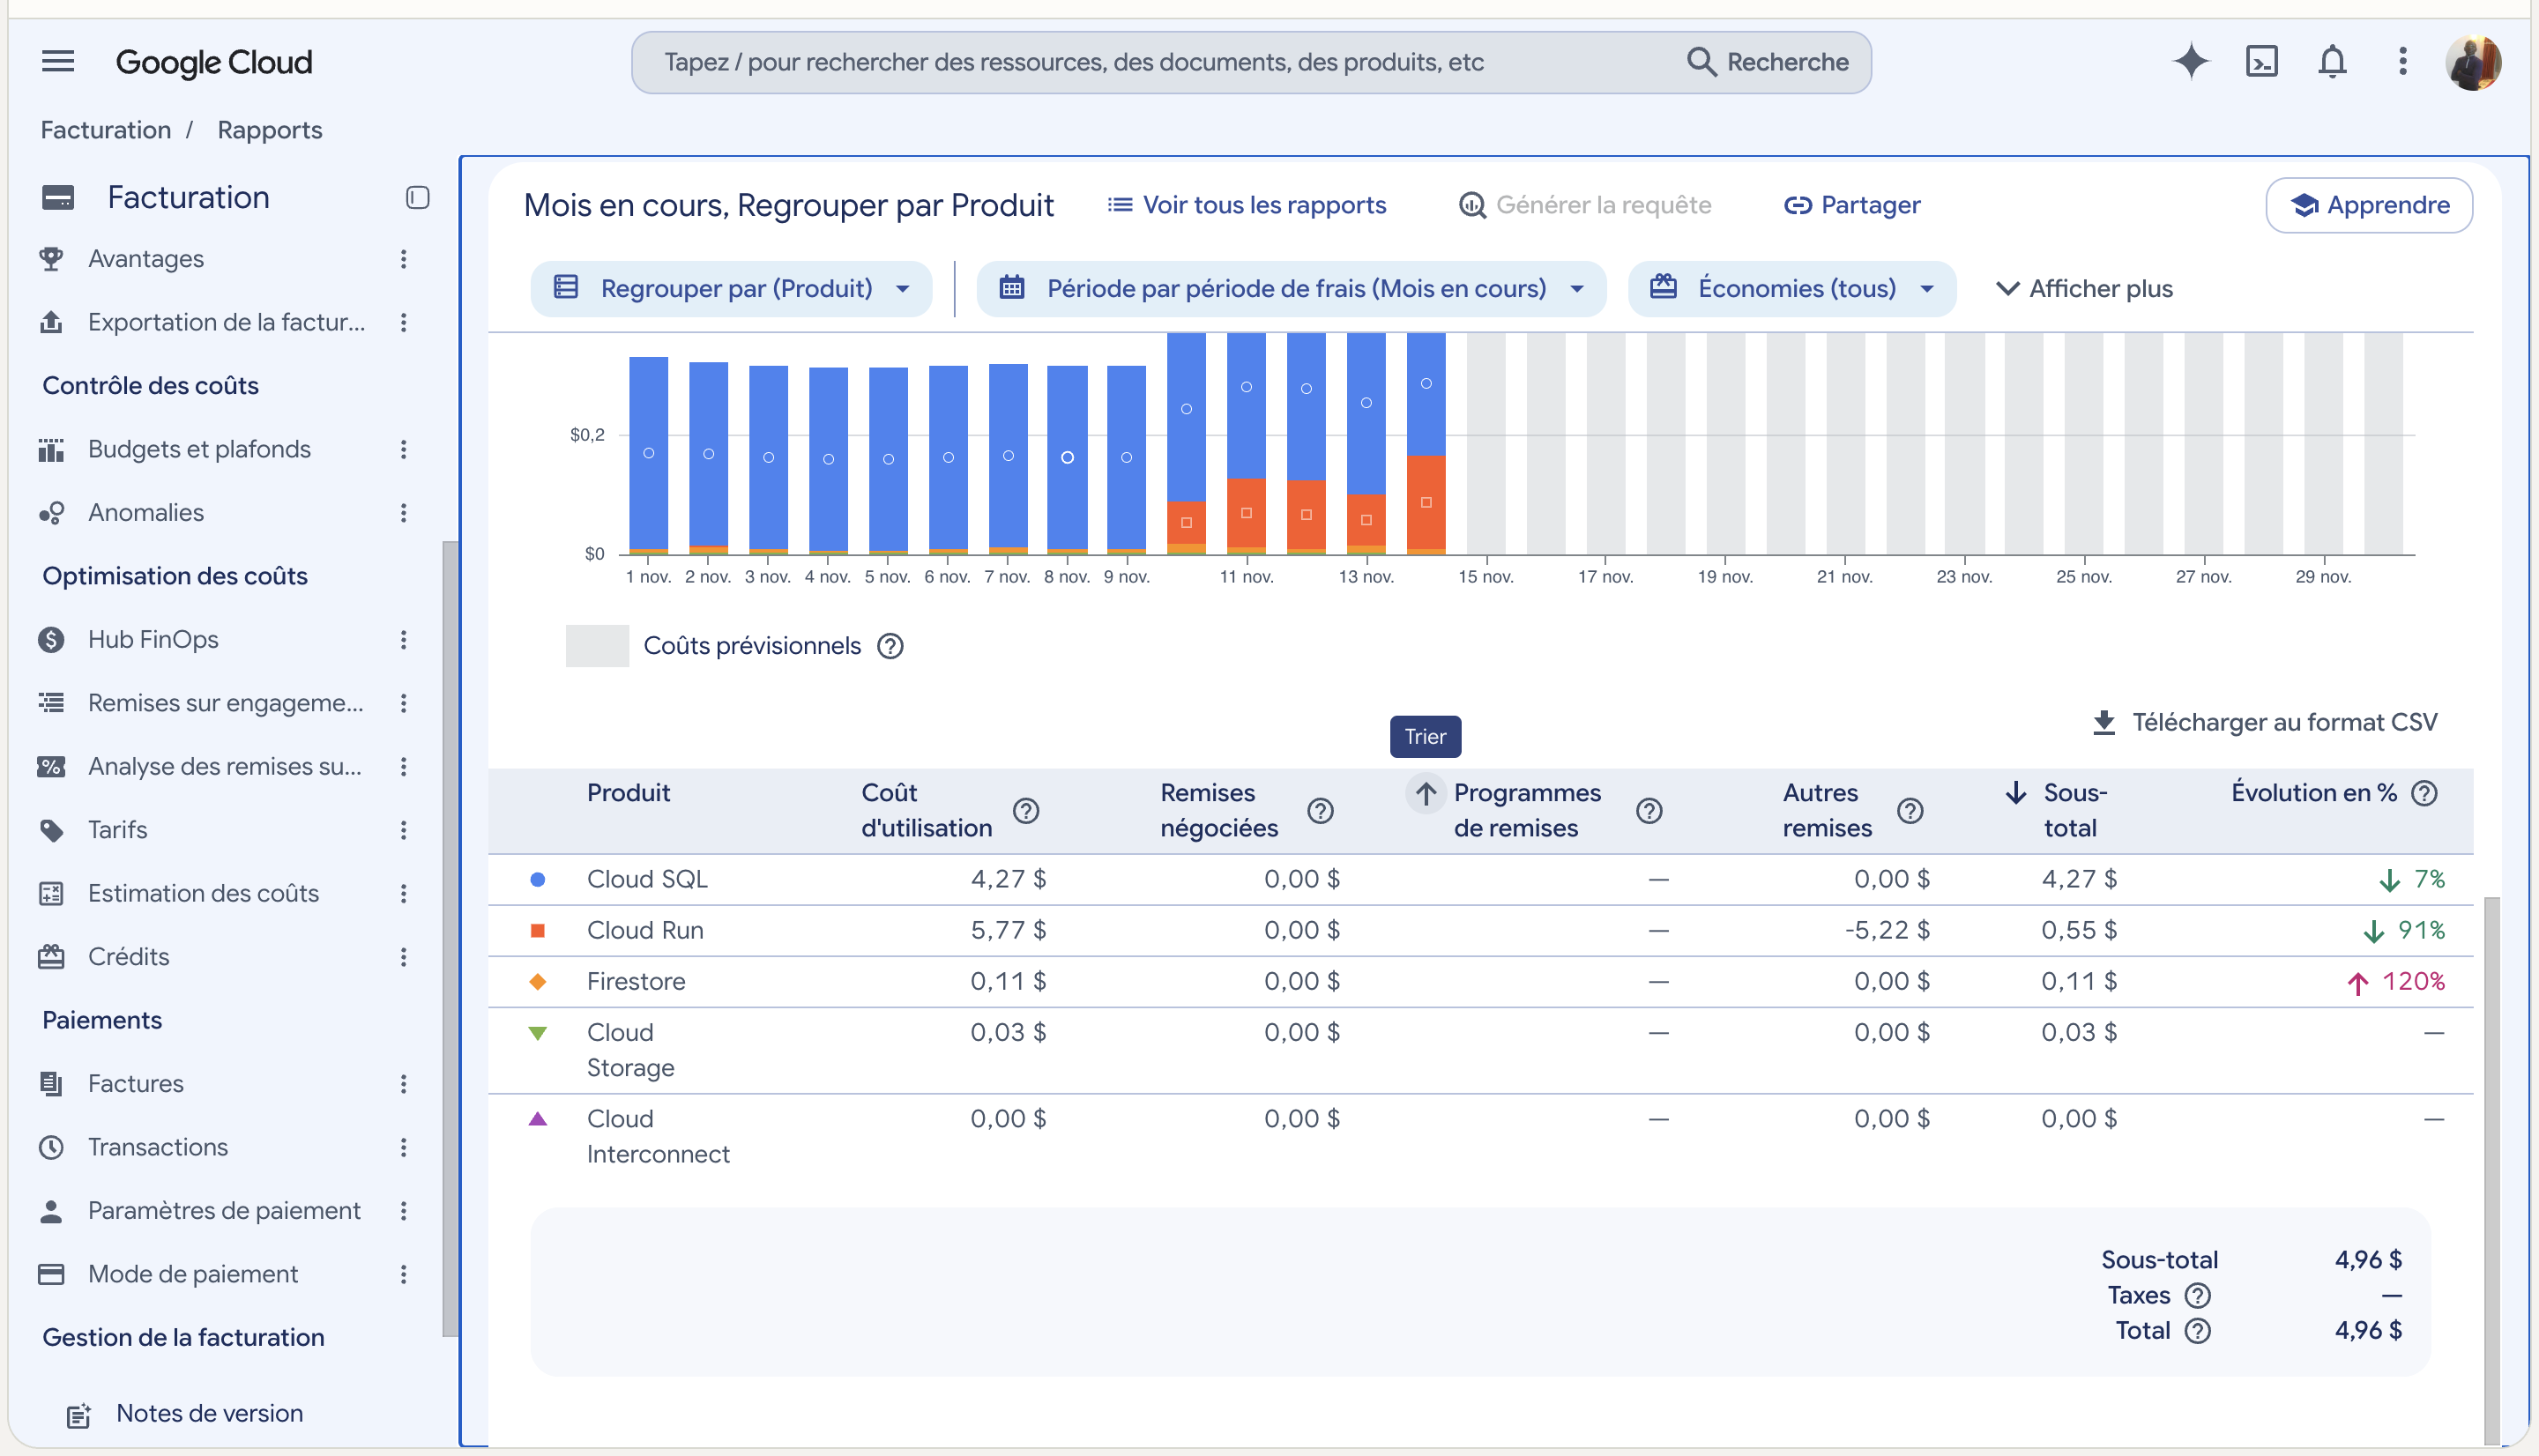 Google Cloud
Tapez / pour rechercher des ressources, des documents, des produits, etc
Recherche
Facturation / Rapports
Facturation
Avantages
Exportation de la factur...
Contrôle des coûts
Budgets et plafonds
Anomalies
Optimisation des coûts
Hub FinOps
Remises sur engageme...
Analyse des remises su...
Tarifs
Estimation des coûts
Crédits
Paiements
Factures
Transactions
Paramètres de paiement
Mode de paiement
Gestion de la facturation
Notes de version
Mois en cours, Regrouper par Produit
Voir tous les rapports
Générer la requête
Partager
Apprendre
Regrouper par (Produit)
Période par période de frais (Mois en cours)
Économies (tous)
Afficher plus
$0,2
$0
1 nov. 2 nov. 3 nov. 4 nov. 5 nov. 6 nov. 7 nov. 8 nov. 9 nov. 11 nov. 13 nov. 15 nov. 17 nov. 19 nov. 21 nov. 23 nov. 25 nov. 27 nov. 29 nov.
Coûts prévisionnels
Télécharger au format CSV
Trier
Produit
Coût
d'utilisation
Remises
négociées
Programmes
de remises
Autres
remises
Sous-
total
Évolution en %
Cloud SQL 4,27 $ 0,00 $ — 0,00 $ 4,27 $ 7%
Cloud Run 5,77 $ 0,00 $ — -5,22 $ 0,55 $ 91%
Firestore 0,11 $ 0,00 $ — 0,00 $ 0,11 $ 120%
Cloud
Storage
0,03 $ 0,00 $ — 0,00 $ 0,03 $ —
Cloud
Interconnect
0,00 $ 0,00 $ — 0,00 $ 0,00 $ —
Sous-total 4,96 $
Taxes —
Total 4,96 $